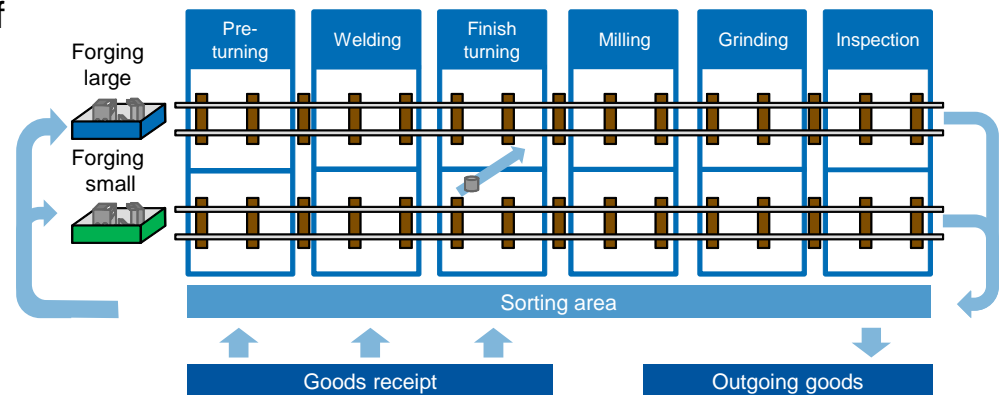 f
Pre-
turning
Welding
Finish
turning
Milling
Grinding
Inspection
Forging
large
Forging
small
Sorting area
Goods receipt
Outgoing goods